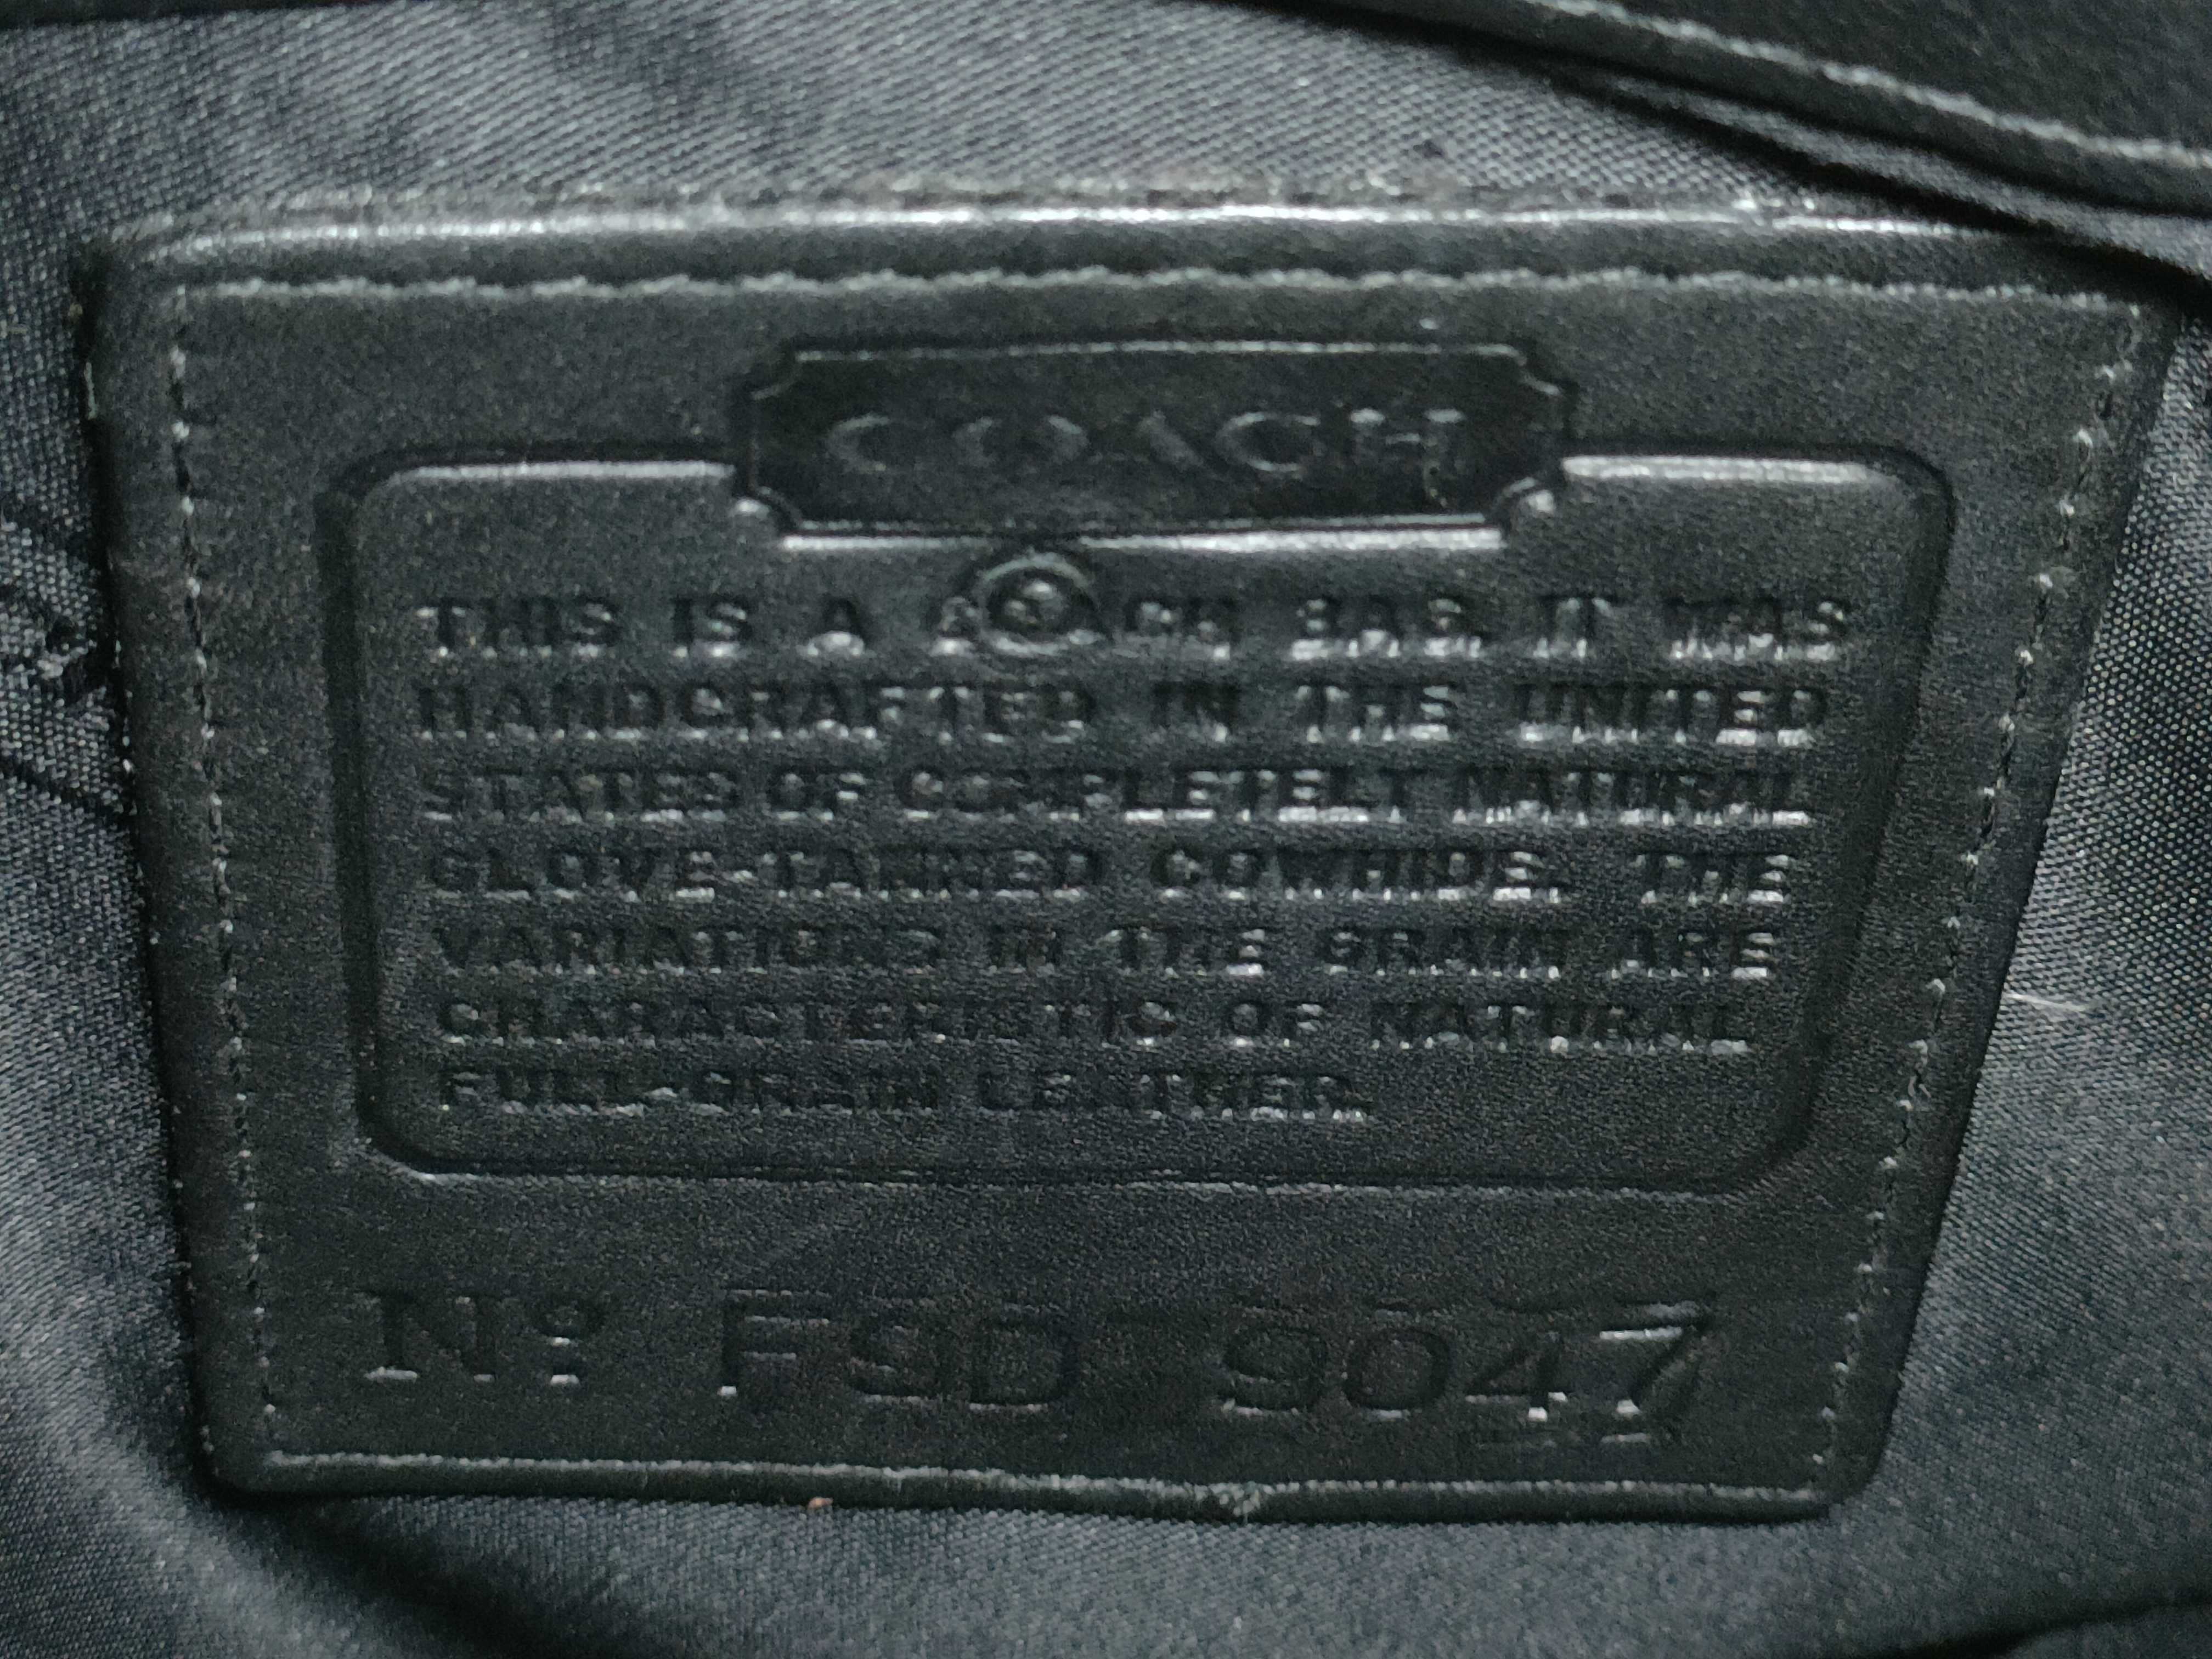 COACH
THIS IS A COACH BAG. IT WAS
HANDCRAFTED IN THE UNITED
STATES OF COMPLETELY NATURAL
GLOVE-TANNED COWHIDE. THE
VARIATIONS IN THE GRAIN ARE
CHARACTERISTIC OF NATURAL
FULL-GRAIN LEATHER.
Nº FSD 9047